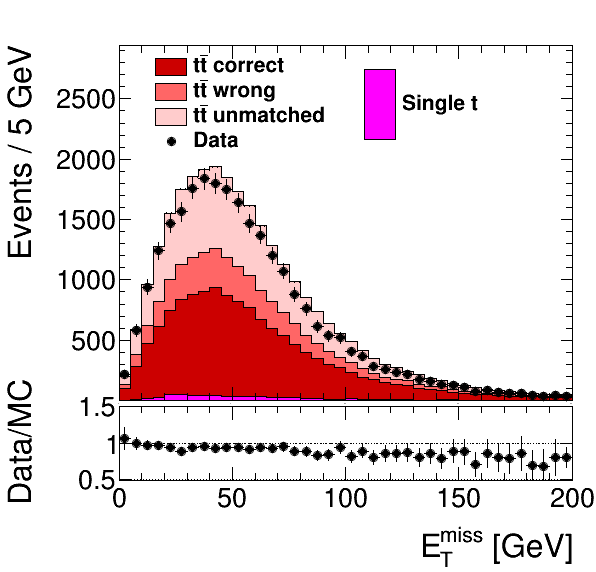 Events / 5 GeV
tt̄ correct
tt̄ wrong
tt̄ unmatched
Data
Single t
2500
2000
1500
1000
500
Data/MC
1.5
1
0.5
0 50 100 150 200
E_T^miss [GeV]